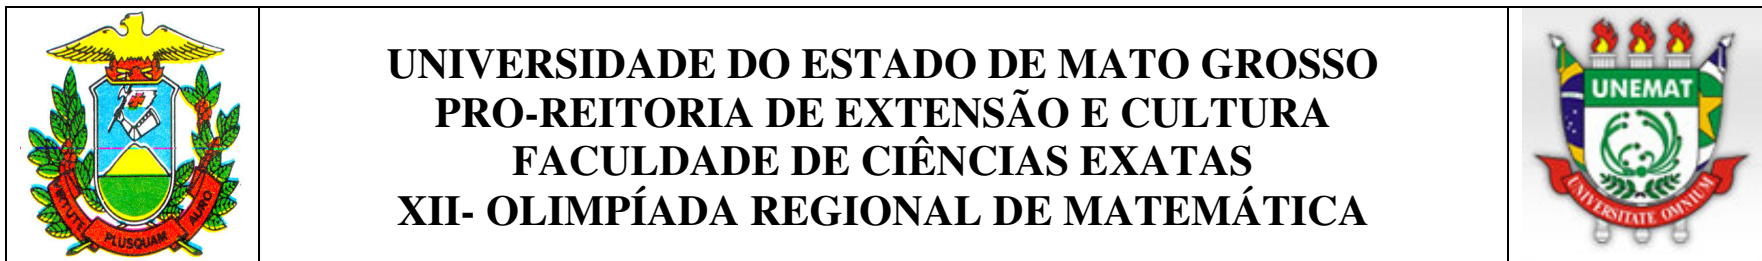 VIRTUTE PLUSQUAM AURO
UNIVERSIDADE DO ESTADO DE MATO GROSSO
PRO-REITORIA DE EXTENSÃO E CULTURA
FACULDADE DE CIÊNCIAS EXATAS
XII- OLIMPÍADA REGIONAL DE MATEMÁTICA
UNEMAT
UNIVERSITATE OMNIUM